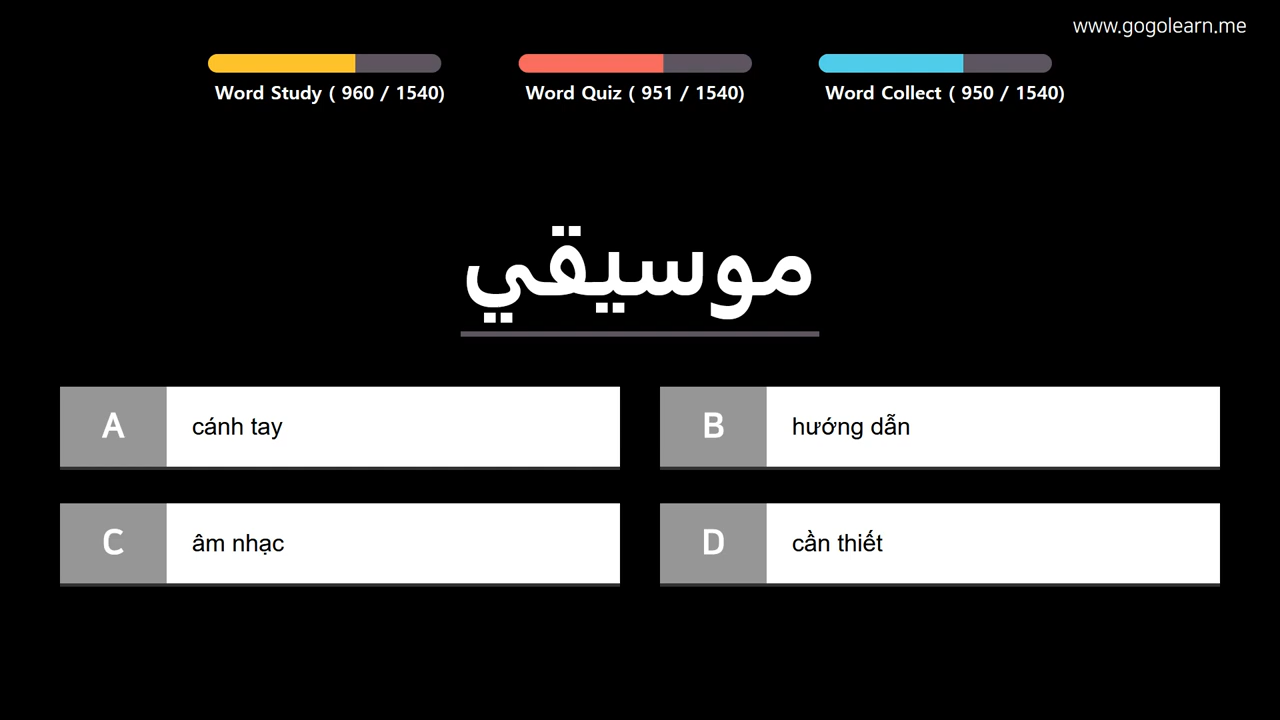 www.gogolearn.me
Word Study ( 960 / 1540)
Word Quiz ( 951 / 1540)
Word Collect ( 950 / 1540)
موسيقي
A
cánh tay
B
hướng dẫn
C
âm nhạc
D
cần thiết